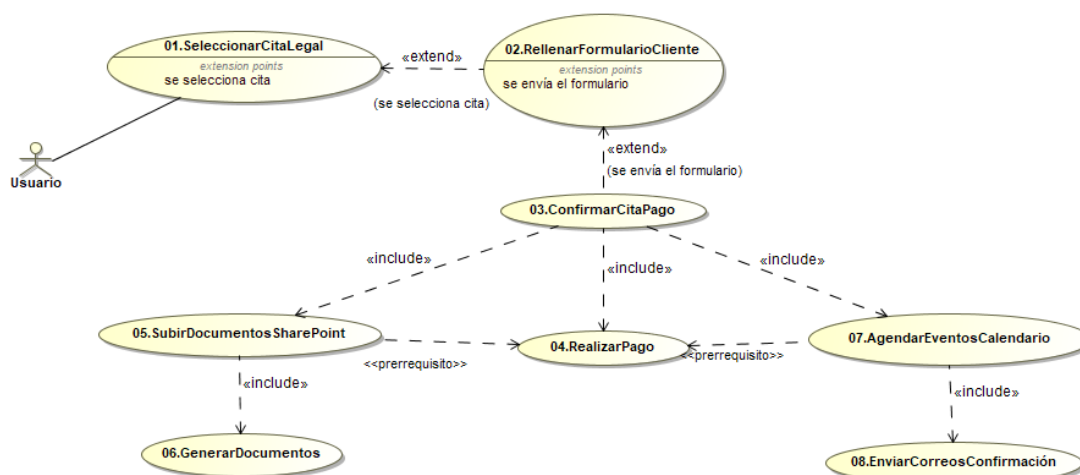 01.SeleccionarCitaLegal
extension points
se selecciona cita
«extend»
(se selecciona cita)
02.RellenarFormularioCliente
extension points
se envía el formulario
Usuario
«extend»
(se envía el formulario)
03.ConfirmarCitaPago
«include»
«include»
«include»
05.SubirDocumentosSharePoint
<<prerrequisito>>
04.RealizarPago
<<prerrequisito>>
07.AgendarEventosCalendario
«include»
«include»
06.GenerarDocumentos
08.EnviarCorreosConfirmación